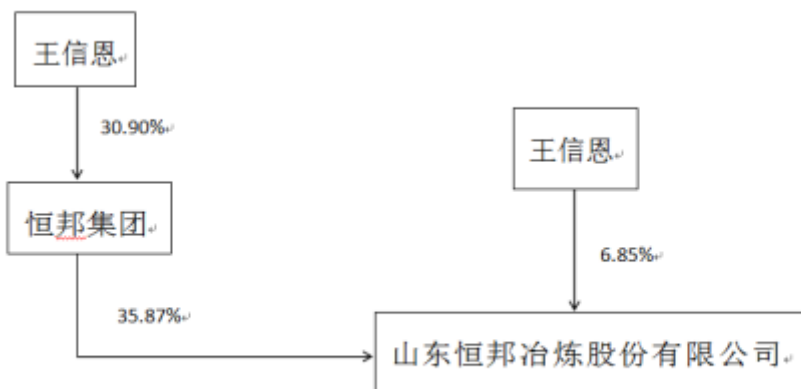 王信恩
30.90%
王信恩
恒邦集团
6.85%
35.87%
山东恒邦冶炼股份有限公司